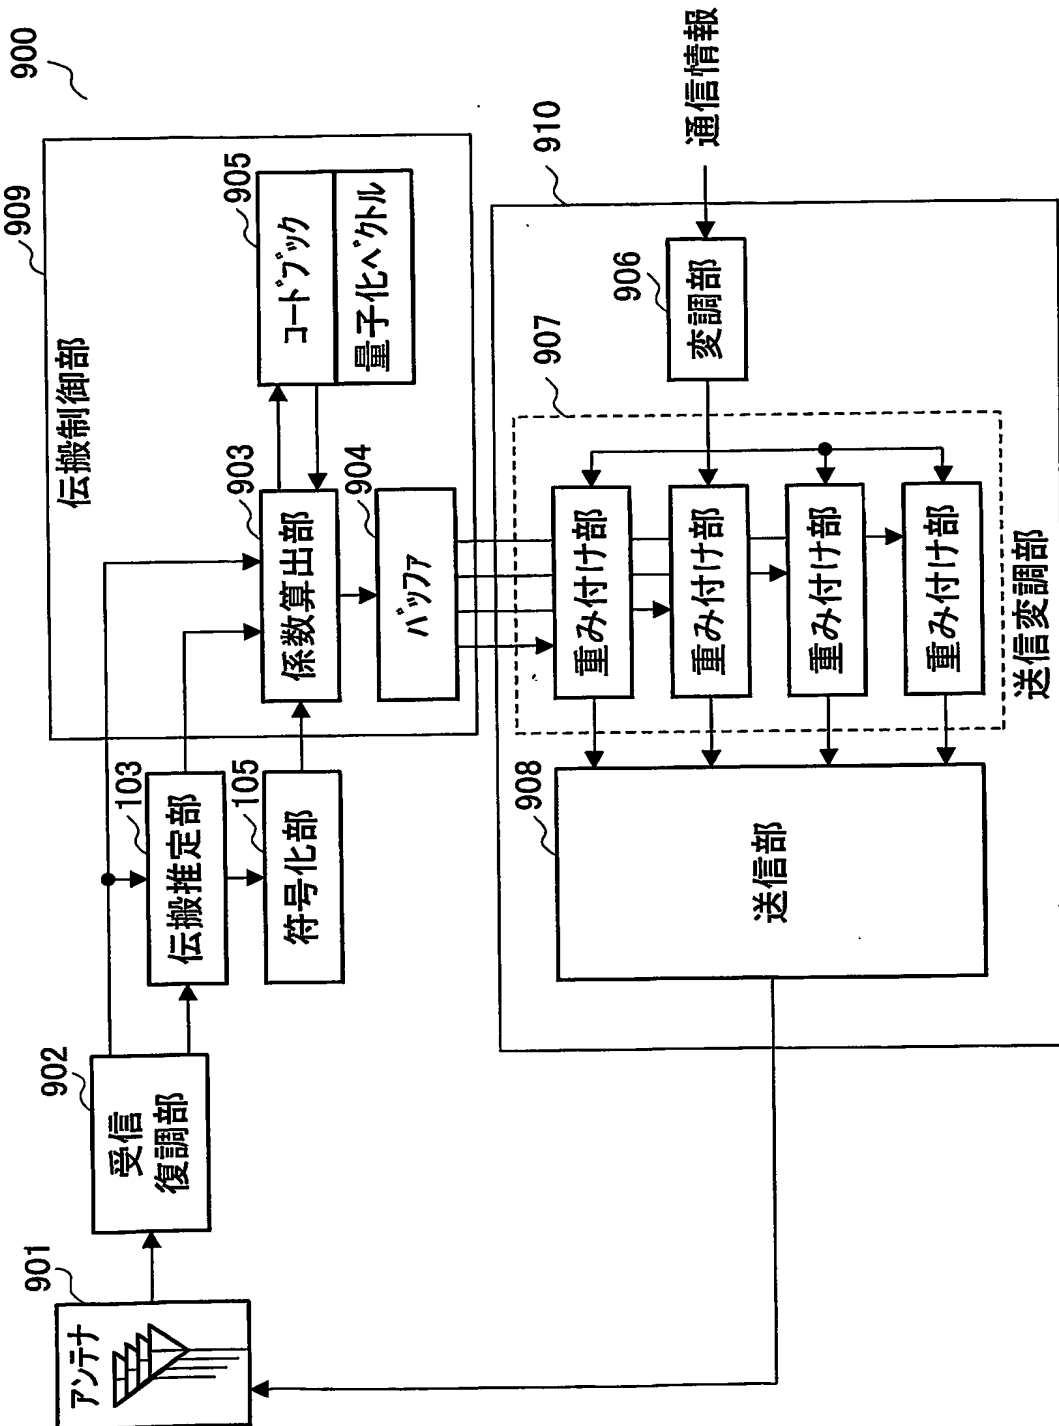 900
909
伝搬制御部
905
コードブック
量子化ベクトル
903
係数算出部
904
バッファ
103
伝搬推定部
105
符号化部
902
受信
復調部
901
アンテナ
通信情報
910
906
変調部
907
重み付け部
重み付け部
重み付け部
重み付け部
送信変調部
908
送信部